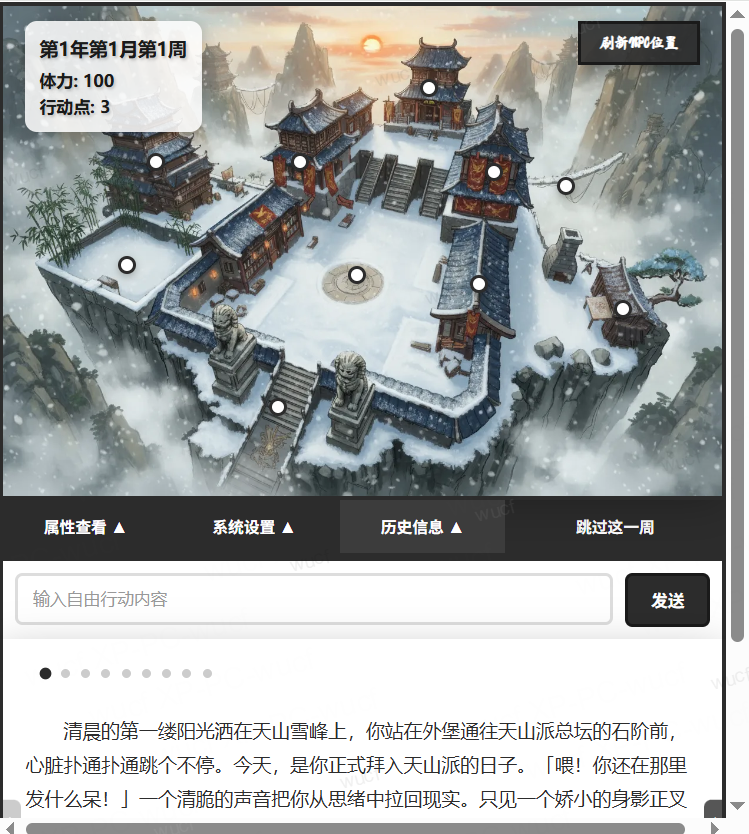 第1年第1月第1周
体力: 100
行动点: 3
刷新NPC位置
属性查看 ▲
系统设置 ▲
历史信息 ▲
跳过这一周
输入自由行动内容
发送
清晨的第一缕阳光洒在天山雪峰上，你站在外堡通往天山派总坛的石阶前，
心脏扑通扑通跳个不停。今天，是你正式拜入天山派的日子。「喂！你还在那里
发什么呆！」一个清脆的声音把你从思绪中拉回现实。只见一个娇小的身影正叉